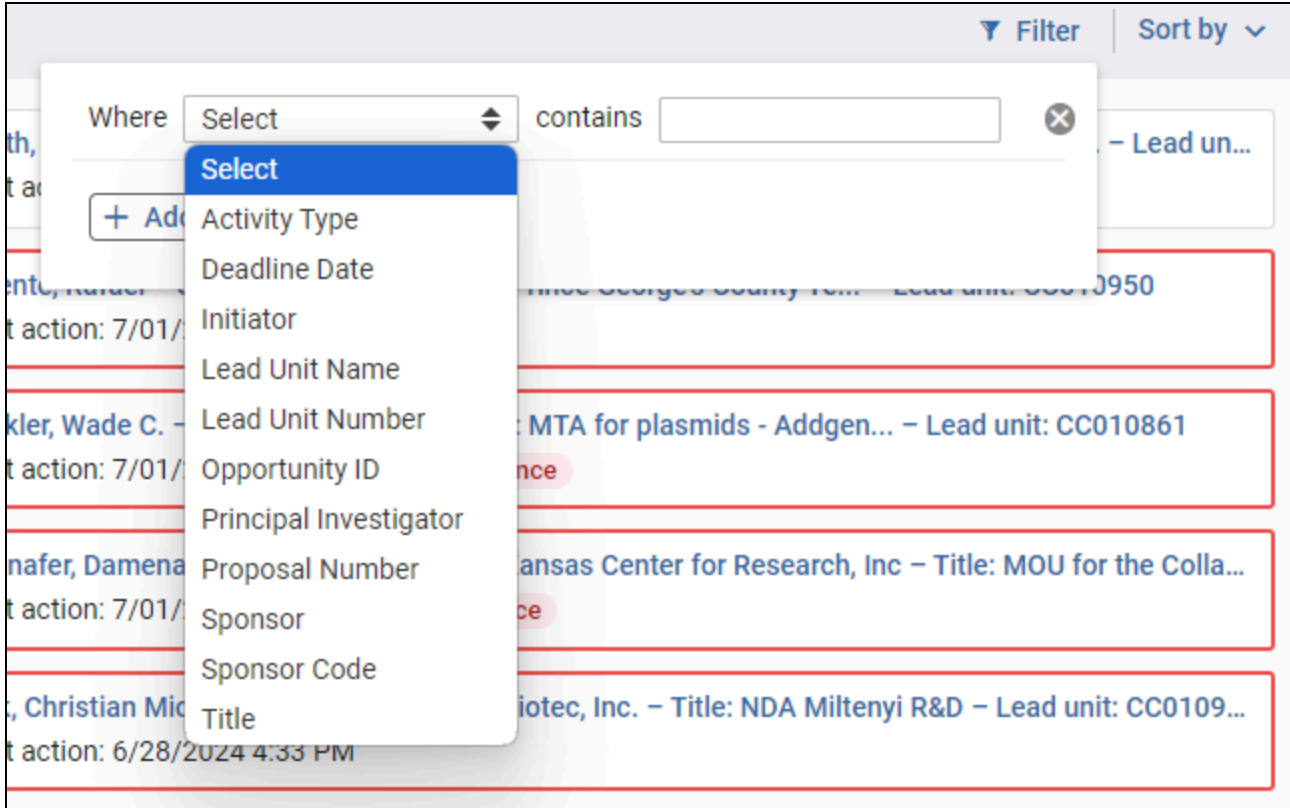 Filter Sort by
Where Select contains
Select
th, . – Lead un...
t ac
+ Add
Activity Type
Deadline Date
Lead unit: CC010950
t action: 7/01/
Initiator
Lead Unit Name
kler, Wade C. – Lead Unit Number : MTA for plasmids - Addgen... – Lead unit: CC010861
t action: 7/01/ Opportunity ID nce
Principal Investigator
nafer, Damena Proposal Number ansas Center for Research, Inc – Title: MOU for the Colla...
t action: 7/01/ Sponsor ce
Sponsor Code
, Christian Mic Title iotec, Inc. – Title: NDA Miltenyi R&D – Lead unit: CC0109...
t action: 6/28/2024 4:33 PM